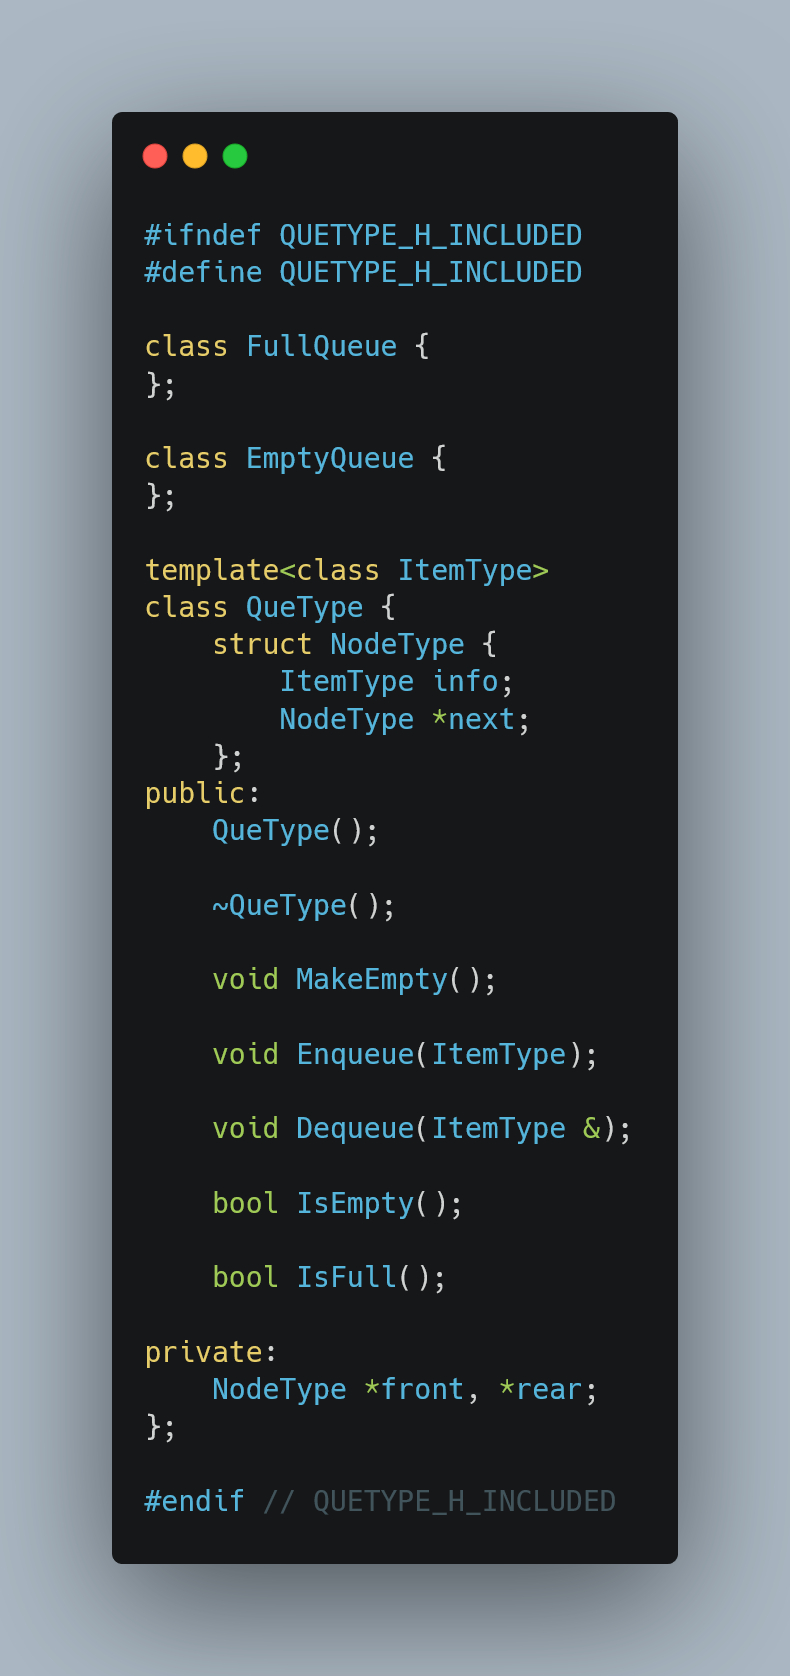 #ifndef QUETYPE_H_INCLUDED
#define QUETYPE_H_INCLUDED

class FullQueue {
};

class EmptyQueue {
};

template<class ItemType>
class QueType {
    struct NodeType {
        ItemType info;
        NodeType *next;
    };
public:
    QueType();

    ~QueType();

    void MakeEmpty();

    void Enqueue(ItemType);

    void Dequeue(ItemType &);

    bool IsEmpty();

    bool IsFull();

private:
    NodeType *front, *rear;
};

#endif // QUETYPE_H_INCLUDED